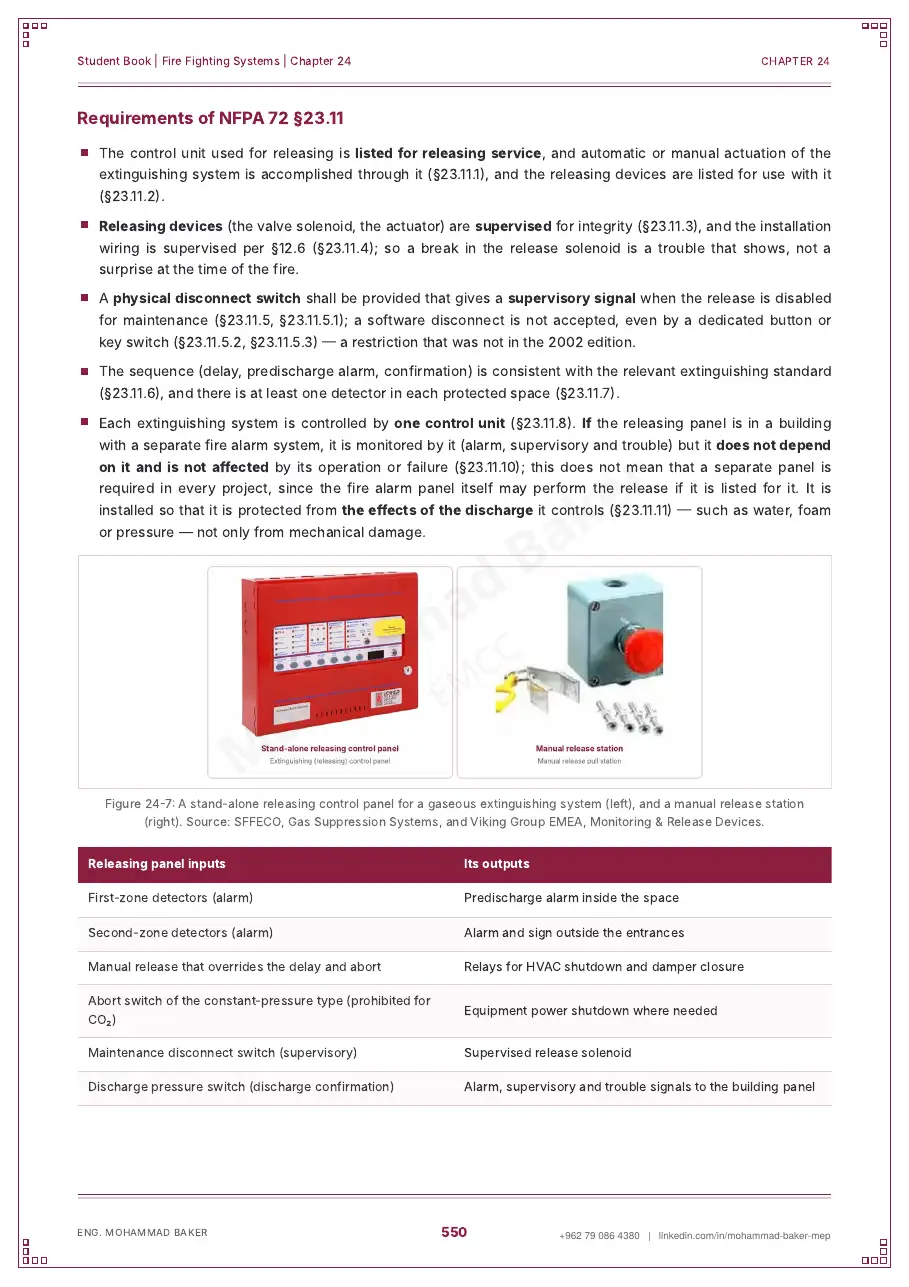 Student Book | Fire Fighting Systems | Chapter 24
CHAPTER 24
Requirements of NFPA 72 §23.11
■ The control unit used for releasing is listed for releasing service, and automatic or manual actuation of the
extinguishing system is accomplished through it (§23.11.1), and the releasing devices are listed for use with it
(§23.11.2).
■ Releasing devices (the valve solenoid, the actuator) are supervised for integrity (§23.11.3), and the installation
wiring is supervised per §12.6 (§23.11.4); so a break in the release solenoid is a trouble that shows, not a
surprise at the time of the fire.
■ A physical disconnect switch shall be provided that gives a supervisory signal when the release is disabled
for maintenance (§23.11.5, §23.11.5.1); a software disconnect is not accepted, even by a dedicated button or
key switch (§23.11.5.2, §23.11.5.3) — a restriction that was not in the 2002 edition.
■ The sequence (delay, predischarge alarm, confirmation) is consistent with the relevant extinguishing standard
(§23.11.6), and there is at least one detector in each protected space (§23.11.7).
■ Each extinguishing system is controlled by one control unit (§23.11.8). If the releasing panel is in a building
with a separate fire alarm system, it is monitored by it (alarm, supervisory and trouble) but it does not depend
on it and is not affected by its operation or failure (§23.11.10); this does not mean that a separate panel is
required in every project, since the fire alarm panel itself may perform the release if it is listed for it. It is
installed so that it is protected from the effects of the discharge it controls (§23.11.11) — such as water, foam
or pressure — not only from mechanical damage.
Stand-alone releasing control panel
Extinguishing (releasing) control panel
Manual release station
Manual release pull station
Figure 24-7: A stand-alone releasing control panel for a gaseous extinguishing system (left), and a manual release station
(right). Source: SFFECO, Gas Suppression Systems, and Viking Group EMEA, Monitoring & Release Devices.
Releasing panel inputs
Its outputs
First-zone detectors (alarm)
Predischarge alarm inside the space
Second-zone detectors (alarm)
Alarm and sign outside the entrances
Manual release that overrides the delay and abort
Relays for HVAC shutdown and damper closure
Abort switch of the constant-pressure type (prohibited for
CO₂)
Equipment power shutdown where needed
Maintenance disconnect switch (supervisory)
Supervised release solenoid
Discharge pressure switch (discharge confirmation)
Alarm, supervisory and trouble signals to the building panel
ENG. MOHAMMAD BAKER
550
+962 79 086 4380 | linkedin.com/in/mohammad-baker-mep
Mohammad Baker
EMCC